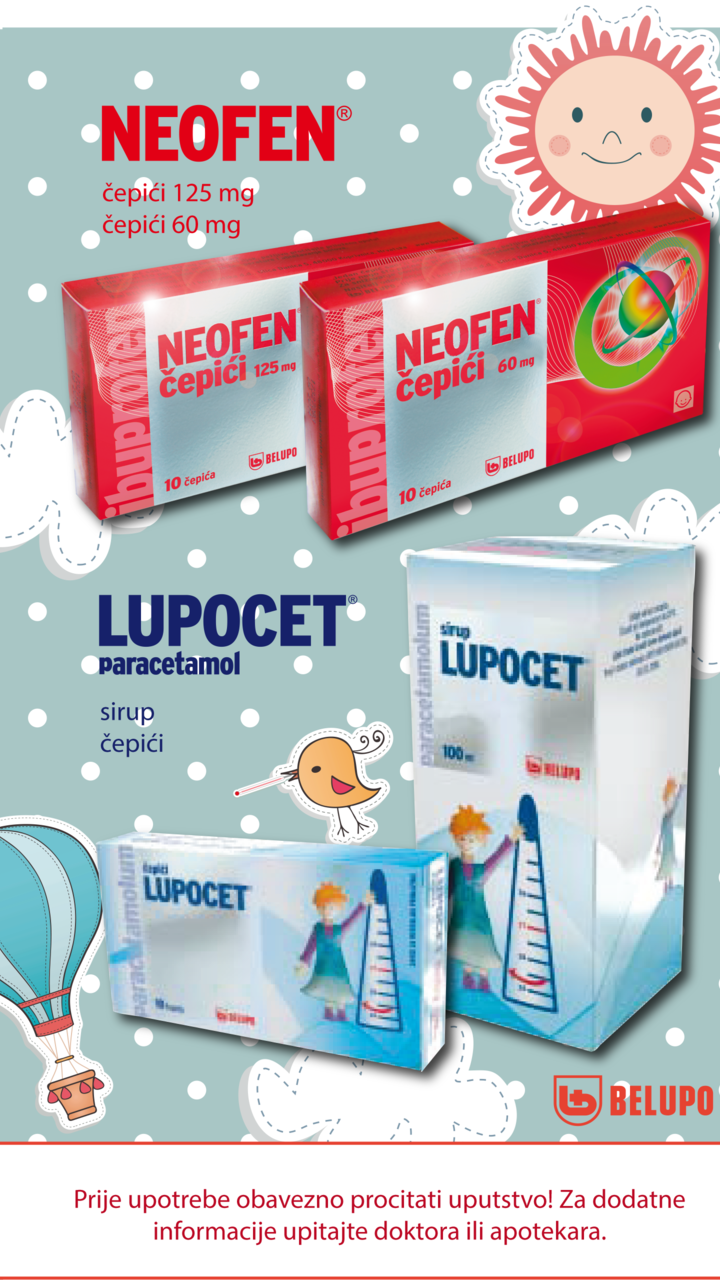 NEOFEN®
čepići 125 mg
čepići 60 mg
ibuprofen
NEOFEN®
čepići 125 mg
10 čepića
BELUPO
ibuprofen
NEOFEN®
čepići 60 mg
10 čepića
BELUPO
LUPOCET®
paracetamol
sirup
čepići
paracetamolum
sirup
LUPOCET
100 ml
BELUPO
paracetamolum
čepići
LUPOCET
10 čepića
BELUPO
BELUPO
Prije upotrebe obavezno procitati uputstvo! Za dodatne
informacije upitajte doktora ili apotekara.